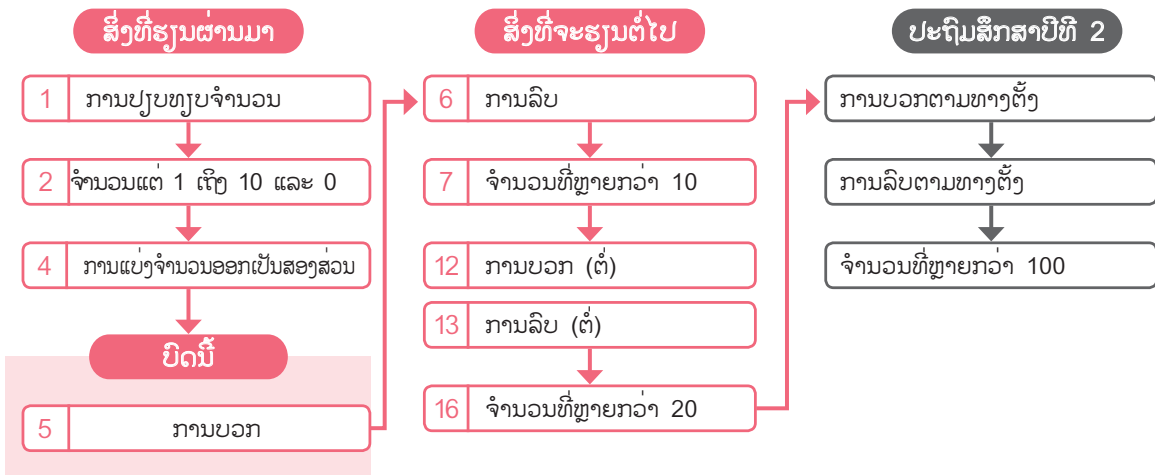 ສິ່ງທີ່ຮຽນຜ່ານມາ
1 ການປຽບທຽບຈຳນວນ
2 ຈຳນວນແຕ່ 1 ເຖິງ 10 ແລະ 0
4 ການແບ່ງຈຳນວນອອກເປັນສອງສ່ວນ
ບົດນີ້
5 ການບວກ
ສິ່ງທີ່ຈະຮຽນຕໍ່ໄປ
6 ການລົບ
7 ຈຳນວນທີ່ຫຼາຍກວ່າ 10
12 ການບວກ (ຕໍ່)
13 ການລົບ (ຕໍ່)
16 ຈຳນວນທີ່ຫຼາຍກວ່າ 20
ປະຖົມສຶກສາປີທີ 2
ການບວກຕາມທາງຕັ້ງ
ການລົບຕາມທາງຕັ້ງ
ຈຳນວນທີ່ຫຼາຍກວ່າ 100